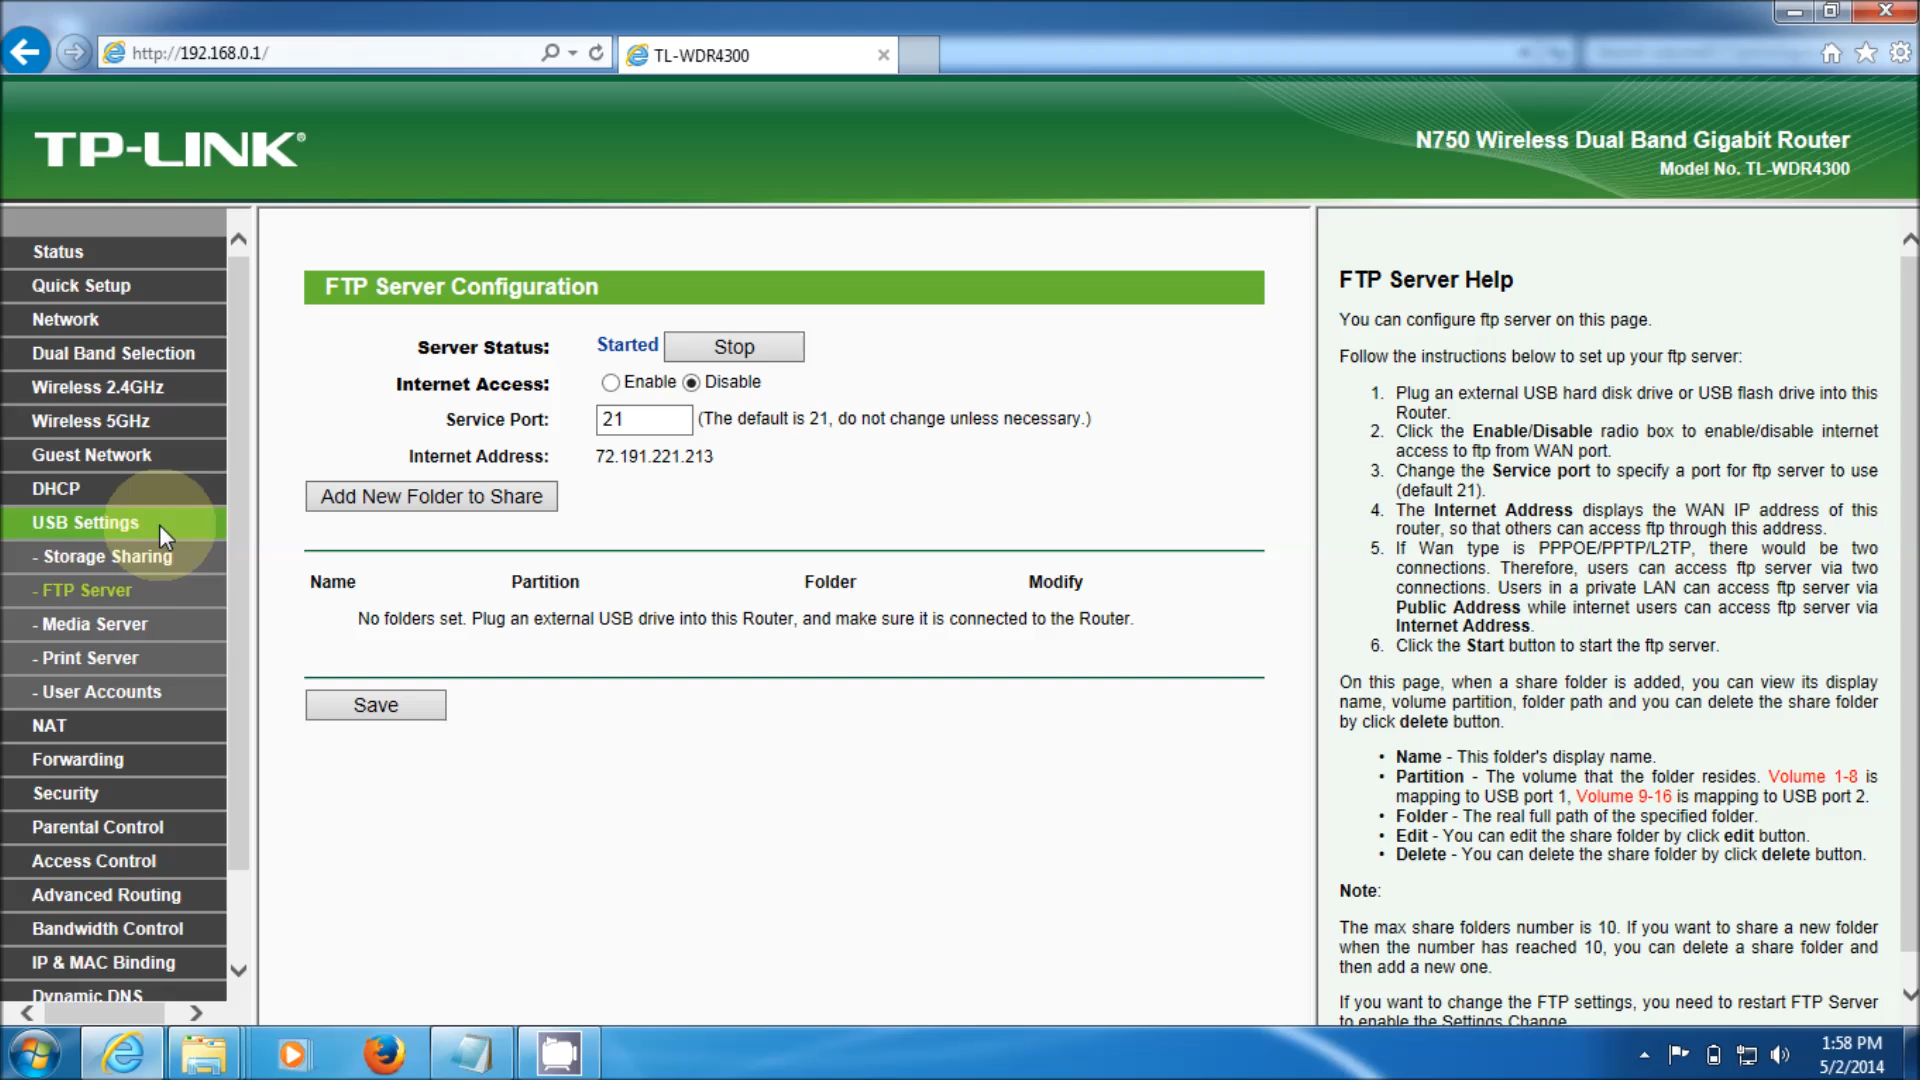 http://192.168.0.1/
TL-WDR4300
TP-LINK®
N750 Wireless Dual Band Gigabit Router
Model No. TL-WDR4300
Status
Quick Setup
Network
Dual Band Selection
Wireless 2.4GHz
Wireless 5GHz
Guest Network
DHCP
USB Settings
- Storage Sharing
- FTP Server
- Media Server
- Print Server
- User Accounts
NAT
Forwarding
Security
Parental Control
Access Control
Advanced Routing
Bandwidth Control
IP & MAC Binding
Dynamic DNS
FTP Server Configuration
Server Status: Started Stop
Internet Access: Enable Disable
Service Port: 21 (The default is 21, do not change unless necessary.)
Internet Address: 72.191.221.213
Add New Folder to Share
Name Partition Folder Modify
No folders set. Plug an external USB drive into this Router, and make sure it is connected to the Router.
Save
FTP Server Help
You can configure ftp server on this page.
Follow the instructions below to set up your ftp server:
1. Plug an external USB hard disk drive or USB flash drive into this
Router.
2. Click the Enable/Disable radio box to enable/disable internet
access to ftp from WAN port.
3. Change the Service port to specify a port for ftp server to use
(default 21).
4. The Internet Address displays the WAN IP address of this
router, so that others can access ftp through this address.
5. If Wan type is PPPOE/PPTP/L2TP, there would be two
connections. Therefore, users can access ftp server via two
connections. Users in a private LAN can access ftp server via
Public Address while internet users can access ftp server via
Internet Address.
6. Click the Start button to start the ftp server.
On this page, when a share folder is added, you can view its display
name, volume partition, folder path and you can delete the share folder
by click delete button.
• Name - This folder's display name.
• Partition - The volume that the folder resides. Volume 1-8 is
mapping to USB port 1, Volume 9-16 is mapping to USB port 2.
• Folder - The real full path of the specified folder.
• Edit - You can edit the share folder by click edit button.
• Delete - You can delete the share folder by click delete button.
Note:
The max share folders number is 10. If you want to share a new folder
when the number has reached 10, you can delete a share folder and
then add a new one.
If you want to change the FTP settings, you need to restart FTP Server
to enable the Settings Change.
1:58 PM
5/2/2014